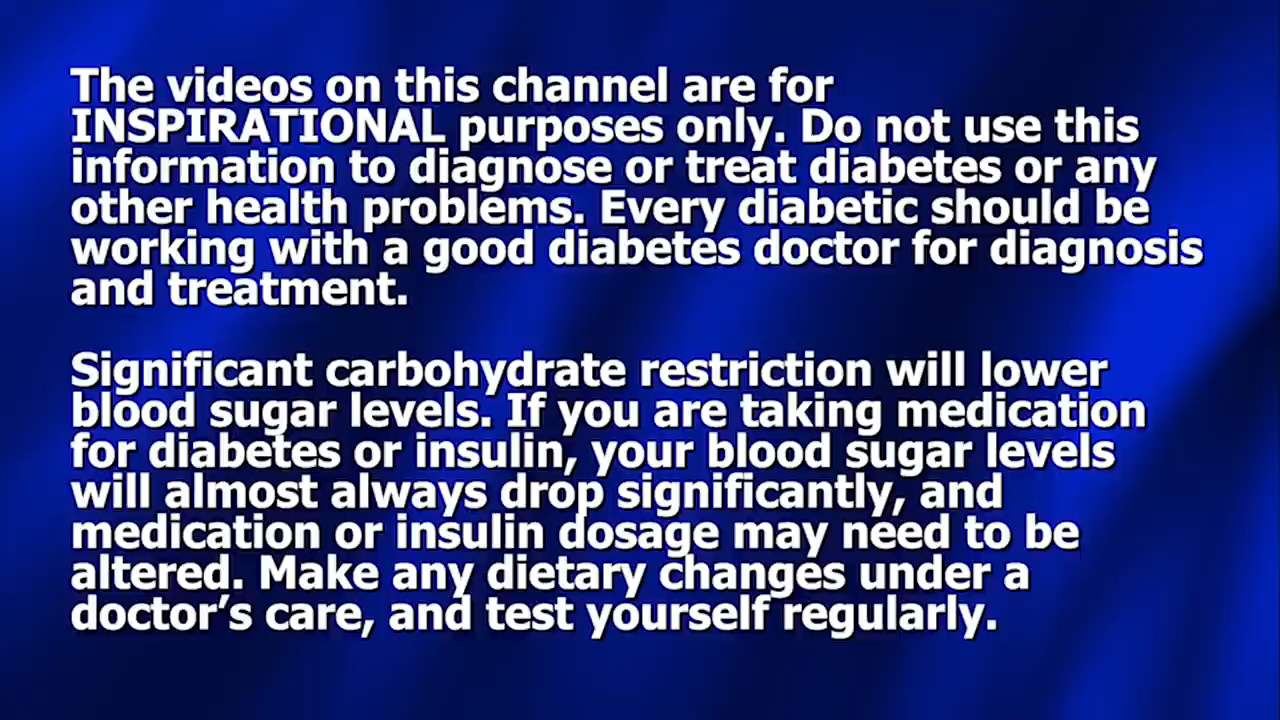 The videos on this channel are for
INSPIRATIONAL purposes only. Do not use this
information to diagnose or treat diabetes or any
other health problems. Every diabetic should be
working with a good diabetes doctor for diagnosis
and treatment.
Significant carbohydrate restriction will lower
blood sugar levels. If you are taking medication
for diabetes or insulin, your blood sugar levels
will almost always drop significantly, and
medication or insulin dosage may need to be
altered. Make any dietary changes under a
doctor’s care, and test yourself regularly.